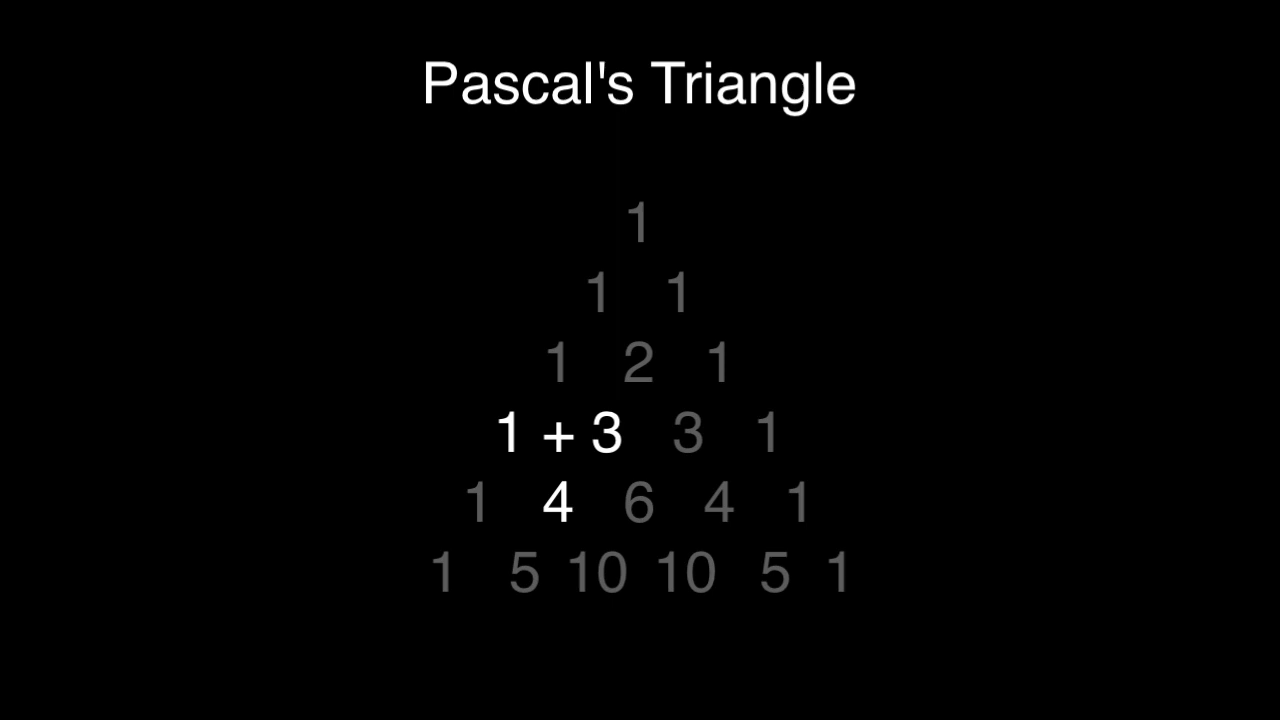 Pascal's Triangle
1
1 1
1 2 1
1 + 3 3 1
1 4 6 4 1
1 5 10 10 5 1